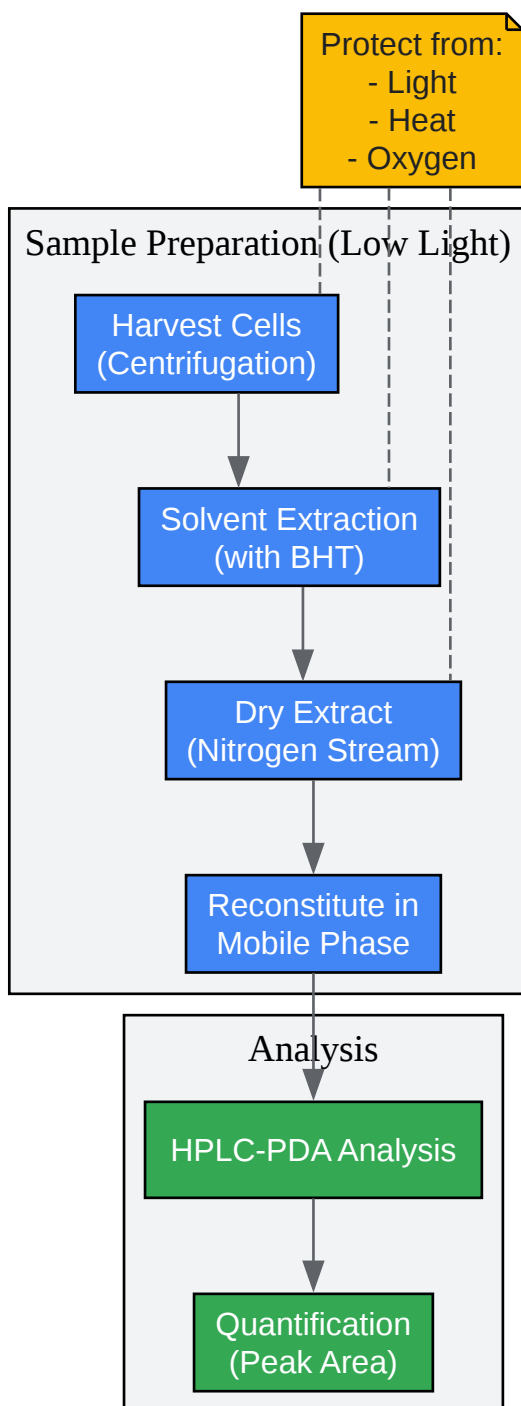 Protect from:
- Light
- Heat
- Oxygen
Sample Preparation (Low Light)
Harvest Cells
(Centrifugation)
Solvent Extraction
(with BHT)
Dry Extract
(Nitrogen Stream)
Reconstitute in
Mobile Phase
Analysis
HPLC-PDA Analysis
Quantification
(Peak Area)